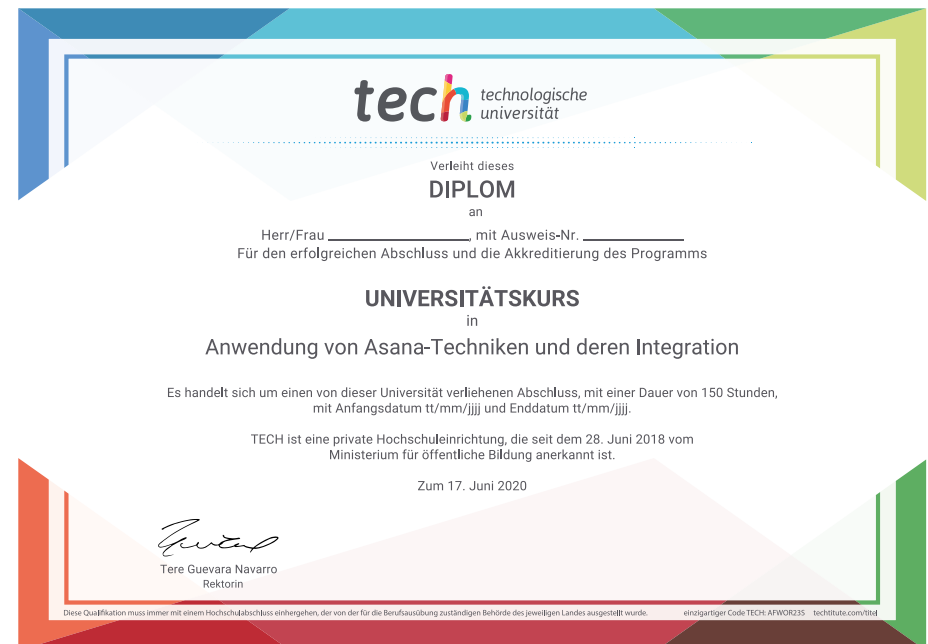 tech technologische
universität
Verleiht dieses
DIPLOM
an
Herr/Frau ____________________, mit Ausweis-Nr. ______________
Für den erfolgreichen Abschluss und die Akkreditierung des Programms
UNIVERSITÄTSKURS
in
Anwendung von Asana-Techniken und deren Integration
Es handelt sich um einen von dieser Universität verliehenen Abschluss, mit einer Dauer von 150 Stunden,
mit Anfangsdatum tt/mm/jjjj und Enddatum tt/mm/jjjj.
TECH ist eine private Hochschuleinrichtung, die seit dem 28. Juni 2018 vom
Ministerium für öffentliche Bildung anerkannt ist.
Zum 17. Juni 2020
Tere Guevara Navarro
Rektorin
Diese Qualifikation muss immer mit einem Hochschulabschluss einhergehen, der von der für die Berufsausübung zuständigen Behörde des jeweiligen Landes ausgestellt wurde. einzigartiger Code TECH: AFWOR23S techtitute.com/titel